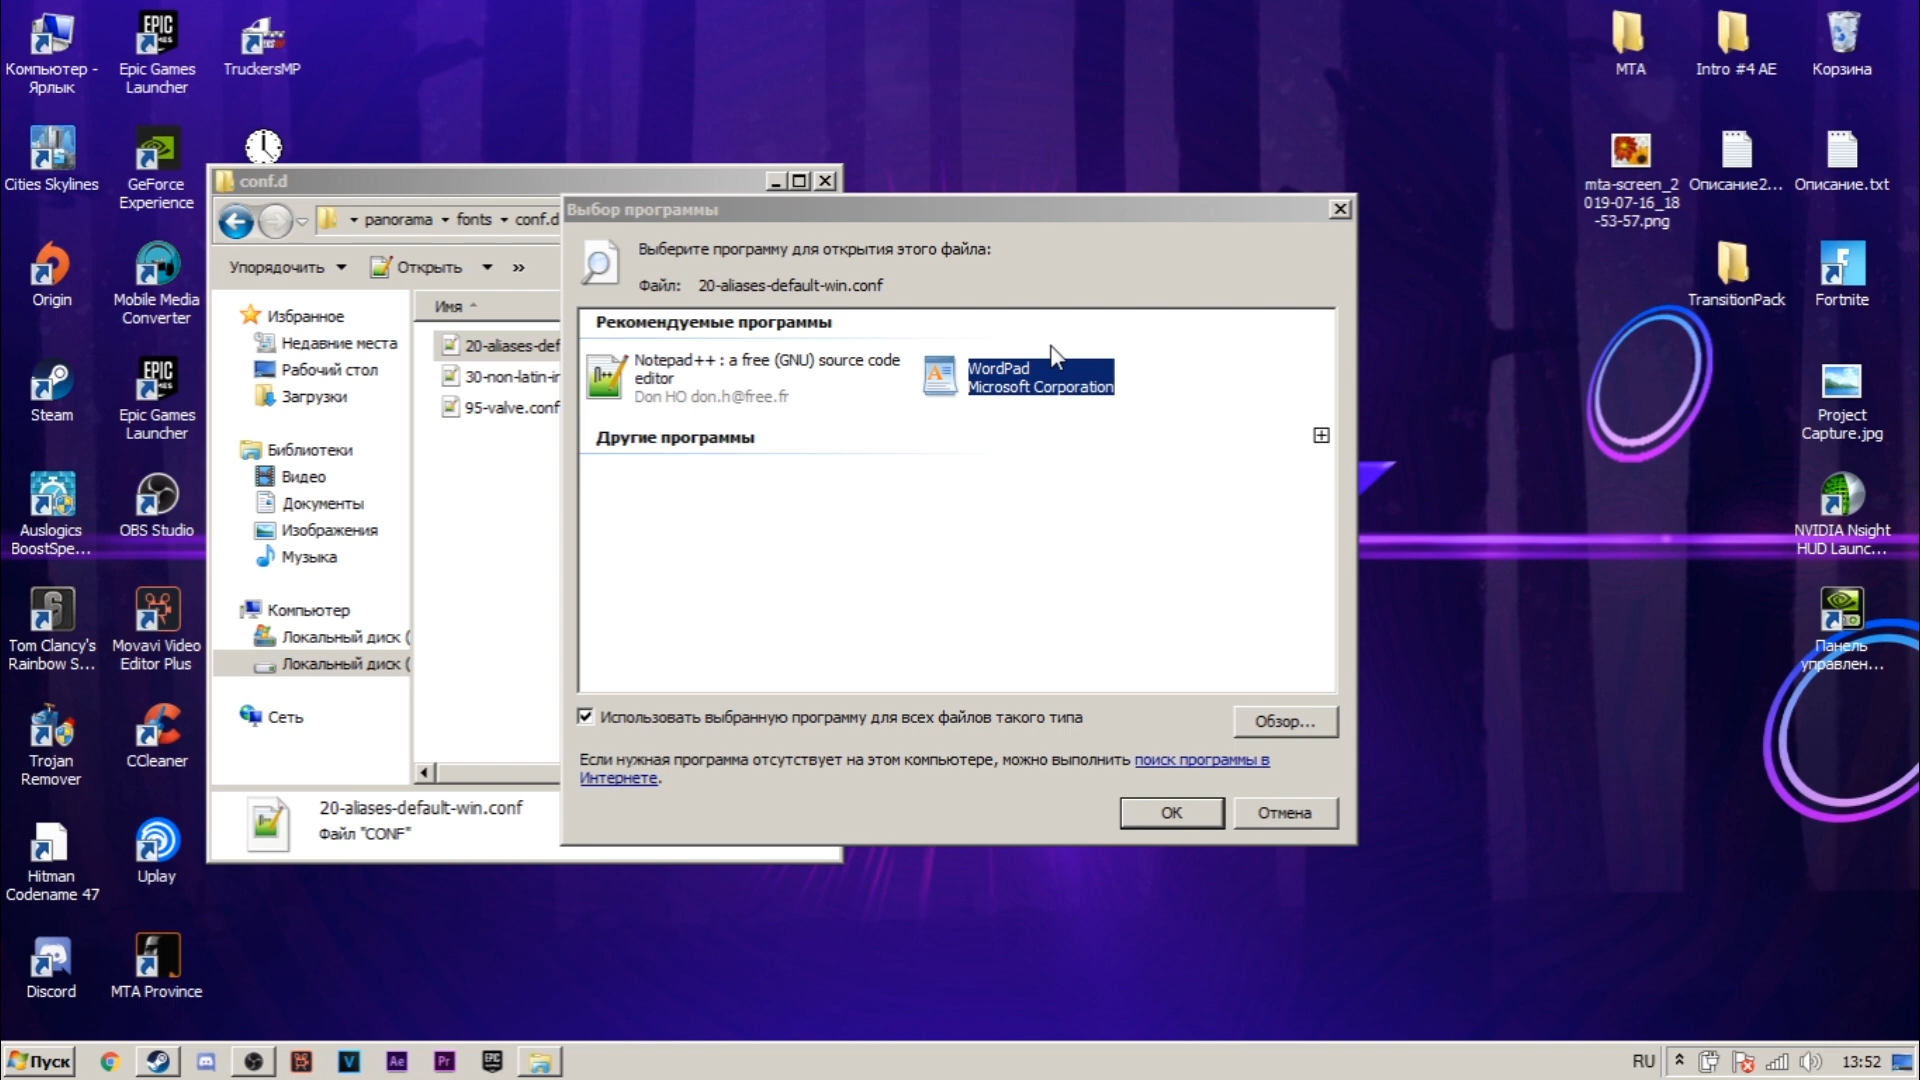 Компьютер -
Ярлык
Epic Games
Launcher
TruckersMP
Cities Skylines
GeForce
Experience
Origin
Mobile Media
Converter
Steam
Epic Games
Launcher
Auslogics
BoostSpe...
OBS Studio
Tom Clancy's
Rainbow S...
Movavi Video
Editor Plus
Trojan
Remover
CCleaner
Hitman
Codename 47
Uplay
Discord
MTA Province
conf.d
panorama
fonts
conf.d
Упорядочить
Открыть
»
Избранное
Недавние места
Рабочий стол
Загрузки
Библиотеки
Видео
Документы
Изображения
Музыка
Компьютер
Локальный диск (
Локальный диск (
Сеть
Имя
20-aliases-def
30-non-latin-ir
95-valve.conf
20-aliases-default-win.conf
Файл "CONF"
Выбор программы
Выберите программу для открытия этого файла:
Файл: 20-aliases-default-win.conf
Рекомендуемые программы
Notepad++ : a free (GNU) source code
editor
Don HO don.h@free.fr
WordPad
Microsoft Corporation
Другие программы
Использовать выбранную программу для всех файлов такого типа
Обзор...
Если нужная программа отсутствует на этом компьютере, можно выполнить поиск программы в
Интернете.
ОК
Отмена
MTA
Intro #4 AE
Корзина
mta-screen_2
019-07-16_18
-53-57.png
Описание2...
Описание.txt
TransitionPack
Fortnite
Project
Capture.jpg
NVIDIA Nsight
HUD Launc...
Панель
управлен...
Пуск
Ae
Pr
RU
13:52